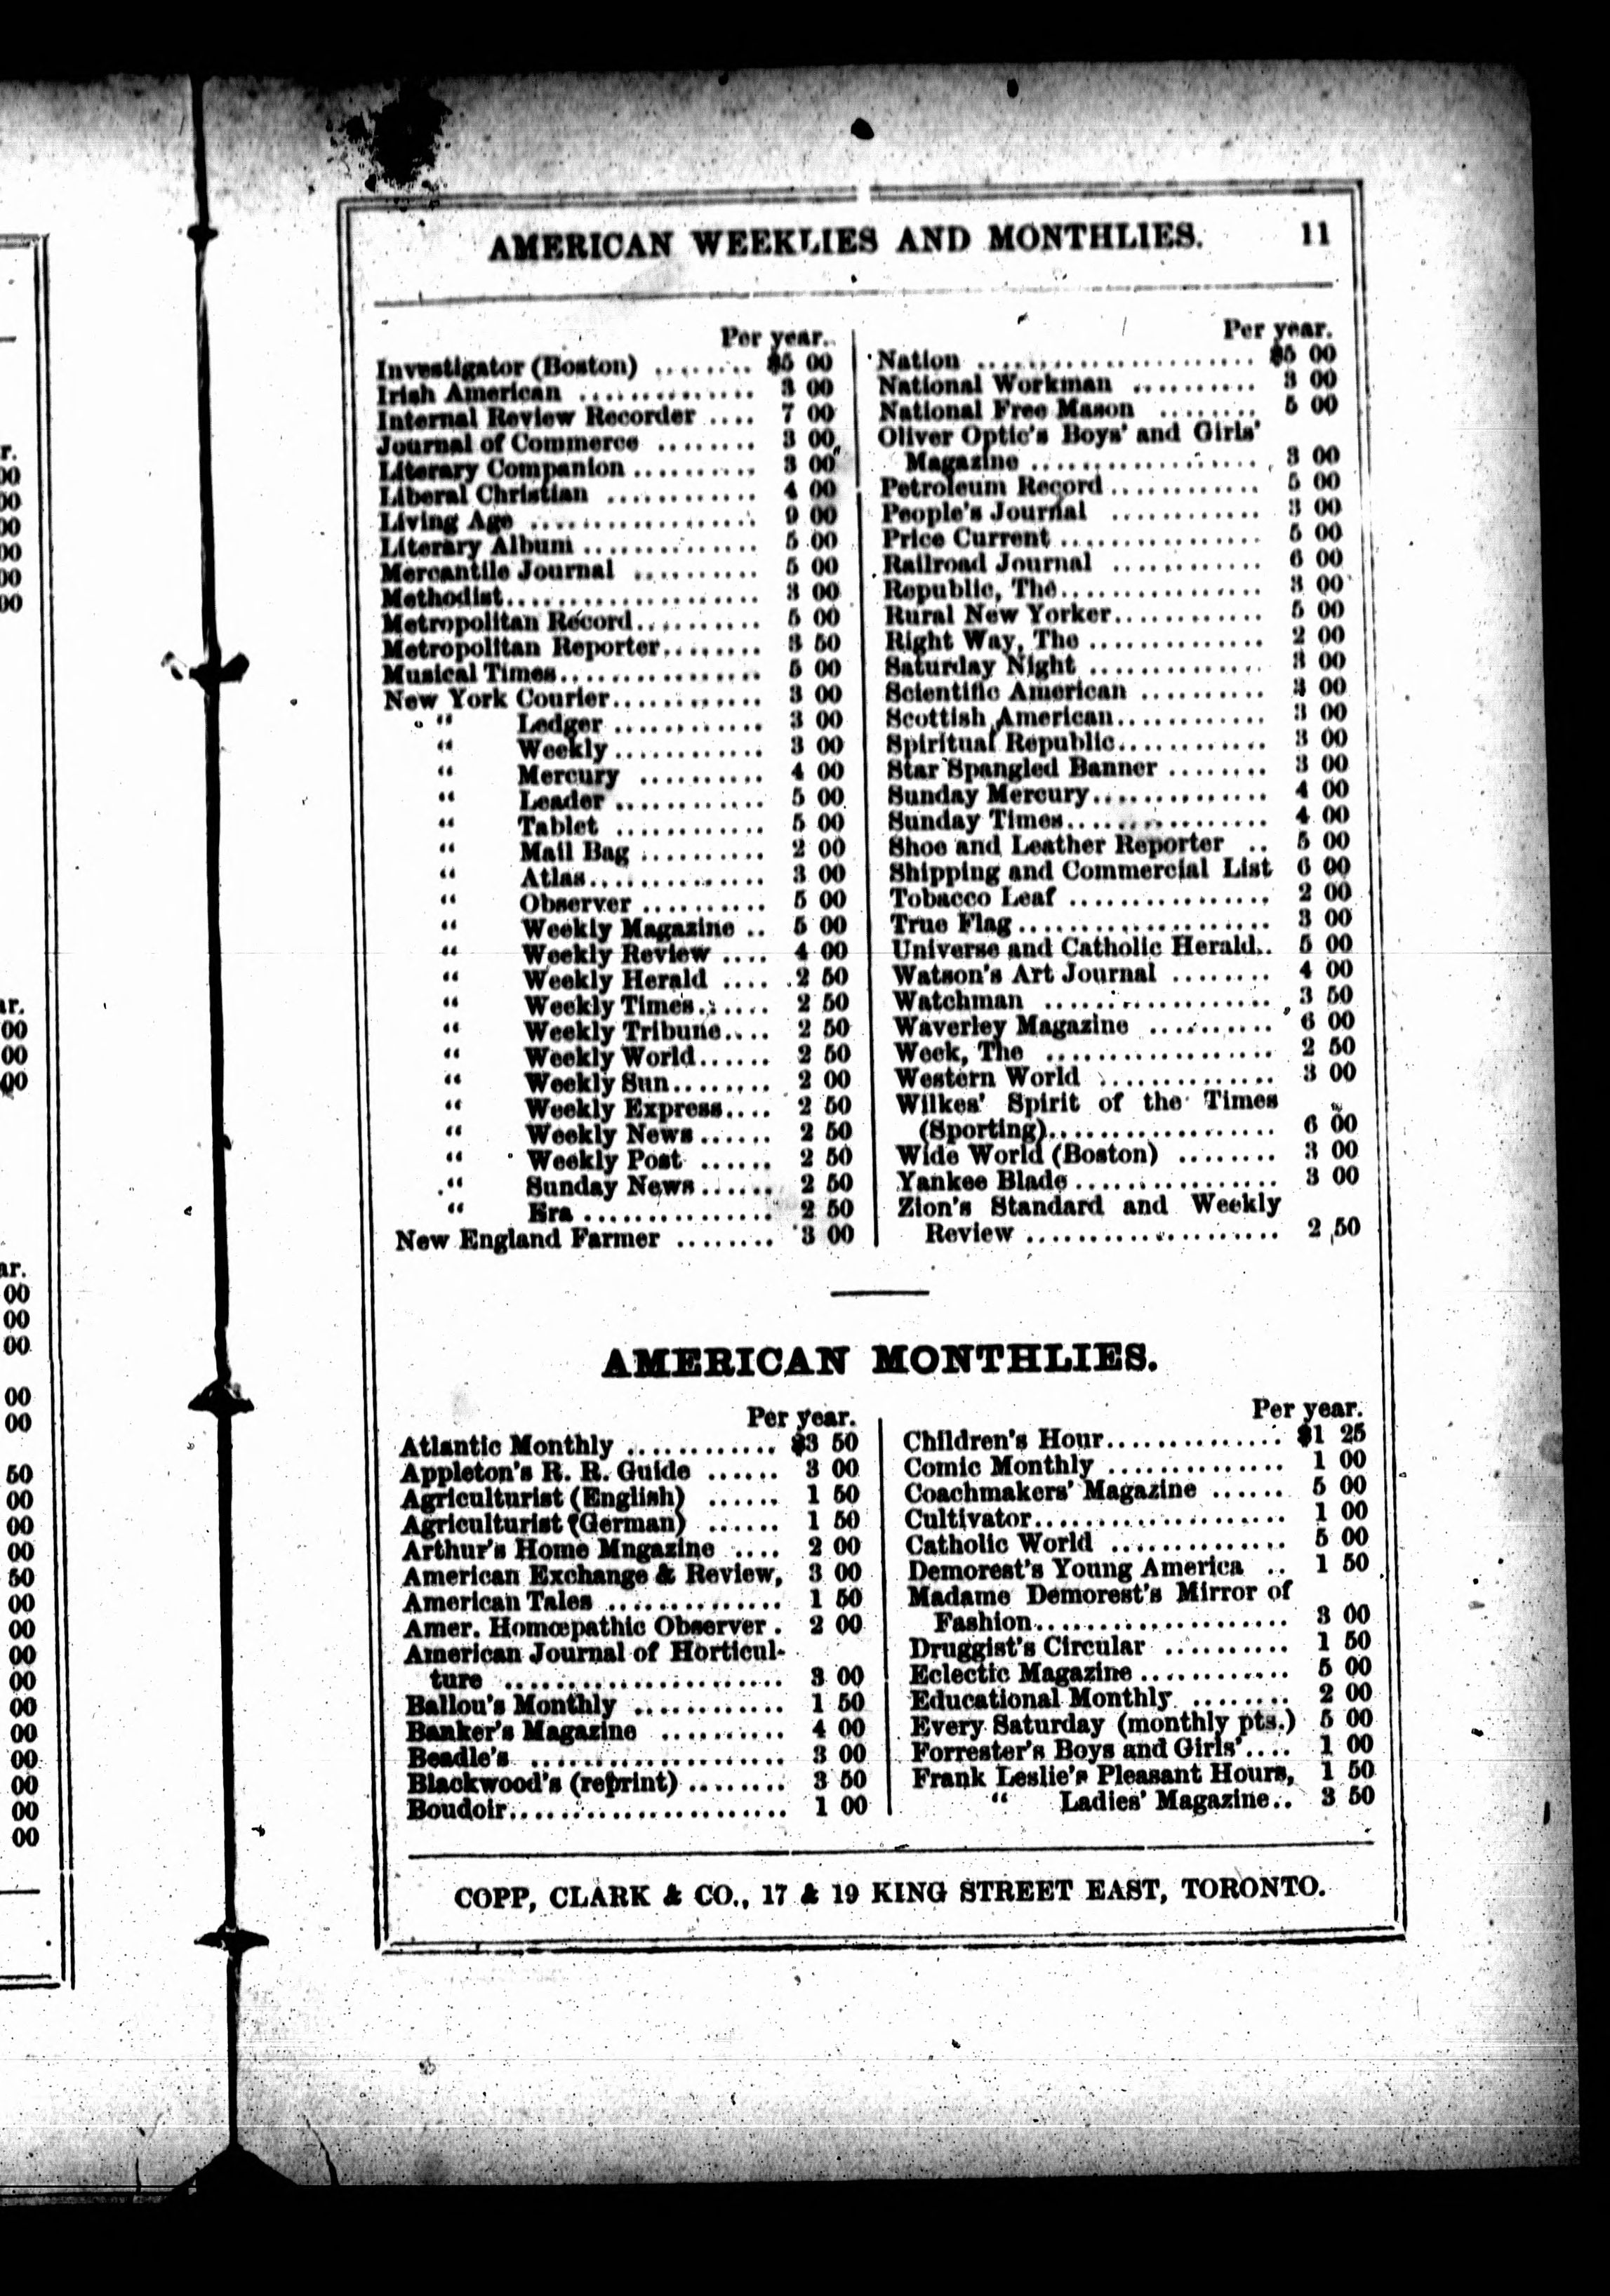 AMERICAN WEEKLIES AND MONTHLIES. 11
Per year.
Investigator (Boston) ........ $5 00
Irish American .............. 3 00
Internal Review Recorder .... 7 00
Journal of Commerce ........ 3 00
Literary Companion .......... 3 00
Liberal Christian ............ 4 00
Living Age .................. 9 00
Literary Album .............. 5 00
Mercantile Journal .......... 5 00
Methodist.................... 3 00
Metropolitan Record.......... 5 00
Metropolitan Reporter........ 3 50
Musical Times................ 5 00
New York Courier............ 3 00
“ Ledger ............ 3 00
“ Weekly ............ 3 00
“ Mercury .......... 4 00
“ Leader ............ 5 00
“ Tablet ............ 5 00
“ Mail Bag .......... 2 00
“ Atlas.............. 3 00
“ Observer .......... 5 00
“ Weekly Magazine .. 5 00
“ Weekly Review .... 4 00
“ Weekly Herald .... 2 50
“ Weekly Times...... 2 50
“ Weekly Tribune.... 2 50
“ Weekly World...... 2 50
“ Weekly Sun........ 2 00
“ Weekly Express.... 2 50
“ Weekly News...... 2 50
“ Weekly Post ...... 2 50
“ Sunday News...... 2 50
“ Era ............... 2 50
New England Farmer ........ 3 00
Per year.
Nation ...................... $5 00
National Workman .......... 3 00
National Free Mason ........ 5 00
Oliver Optic's Boys' and Girls'
Magazine .................. 3 00
Petroleum Record............ 5 00
People's Journal ............ 3 00
Price Current ................ 5 00
Railroad Journal ............ 6 00
Republic, The................ 3 00
Rural New Yorker............ 5 00
Right Way, The .............. 2 00
Saturday Night .............. 3 00
Scientific American .......... 3 00
Scottish American............ 3 00
Spiritual Republic............ 3 00
Star Spangled Banner ........ 3 00
Sunday Mercury.............. 4 00
Sunday Times................ 4 00
Shoe and Leather Reporter .. 5 00
Shipping and Commercial List 6 00
Tobacco Leaf ................ 2 00
True Flag.................... 3 00
Universe and Catholic Herald.. 5 00
Watson's Art Journal ........ 4 00
Watchman .................. 3 50
Waverley Magazine .......... 6 00
Week, The .................. 2 50
Western World .............. 3 00
Wilkes' Spirit of the Times
(Sporting).................. 6 00
Wide World (Boston) ........ 3 00
Yankee Blade................ 3 00
Zion's Standard and Weekly
Review .................... 2 50
AMERICAN MONTHLIES.
Per year.
Atlantic Monthly ............ $3 50
Appleton's R. R. Guide ...... 3 00
Agriculturist (English) ...... 1 50
Agriculturist (German) ...... 1 50
Arthur's Home Mngazine .... 2 00
American Exchange & Review, 3 00
American Tales .............. 1 50
Amer. Homœpathic Observer . 2 00
American Journal of Horticul-
ture ...................... 3 00
Ballou's Monthly ............ 1 50
Banker's Magazine .......... 4 00
Beadle's .................... 3 00
Blackwood's (reprint) ........ 3 50
Boudoir...................... 1 00
Per year.
Children's Hour.............. $1 25
Comic Monthly .............. 1 00
Coachmakers' Magazine ...... 5 00
Cultivator.................... 1 00
Catholic World .............. 5 00
Demorest's Young America .. 1 50
Madame Demorest's Mirror of
Fashion.................... 3 00
Druggist's Circular .......... 1 50
Eclectic Magazine ............ 5 00
Educational Monthly ........ 2 00
Every Saturday (monthly pts.) 5 00
Forrester's Boys and Girls'.... 1 00
Frank Leslie's Pleasant Hours, 1 50
“ Ladies' Magazine.. 3 50
COPP, CLARK & CO., 17 & 19 KING STREET EAST, TORONTO.